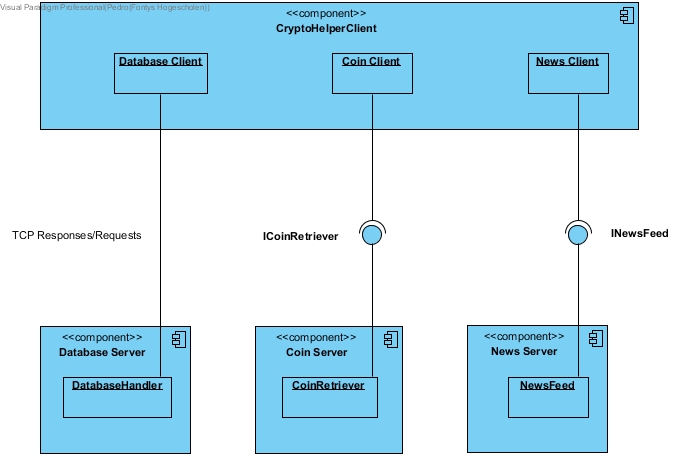 Visual Paradigm Professional(Pedro(Fontys Hogescholen))
<<component>>
CryptoHelperClient
Database Client
Coin Client
News Client
TCP Responses/Requests
ICoinRetriever
INewsFeed
<<component>>
Database Server
DatabaseHandler
<<component>>
Coin Server
CoinRetriever
<<component>>
News Server
NewsFeed